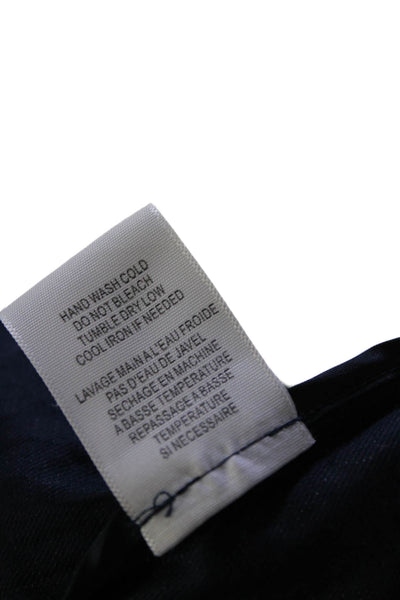 HAND WASH COLD
DO NOT BLEACH
TUMBLE DRY LOW
COOL IRON IF NEEDED
LAVAGE MAIN A L'EAU FROIDE
PAS D'EAU DE JAVEL
SECHAGE EN MACHINE
A BASSE TEMPERATURE
REPASSAGE A BASSE
TEMPERATURE
SI NECESSAIRE